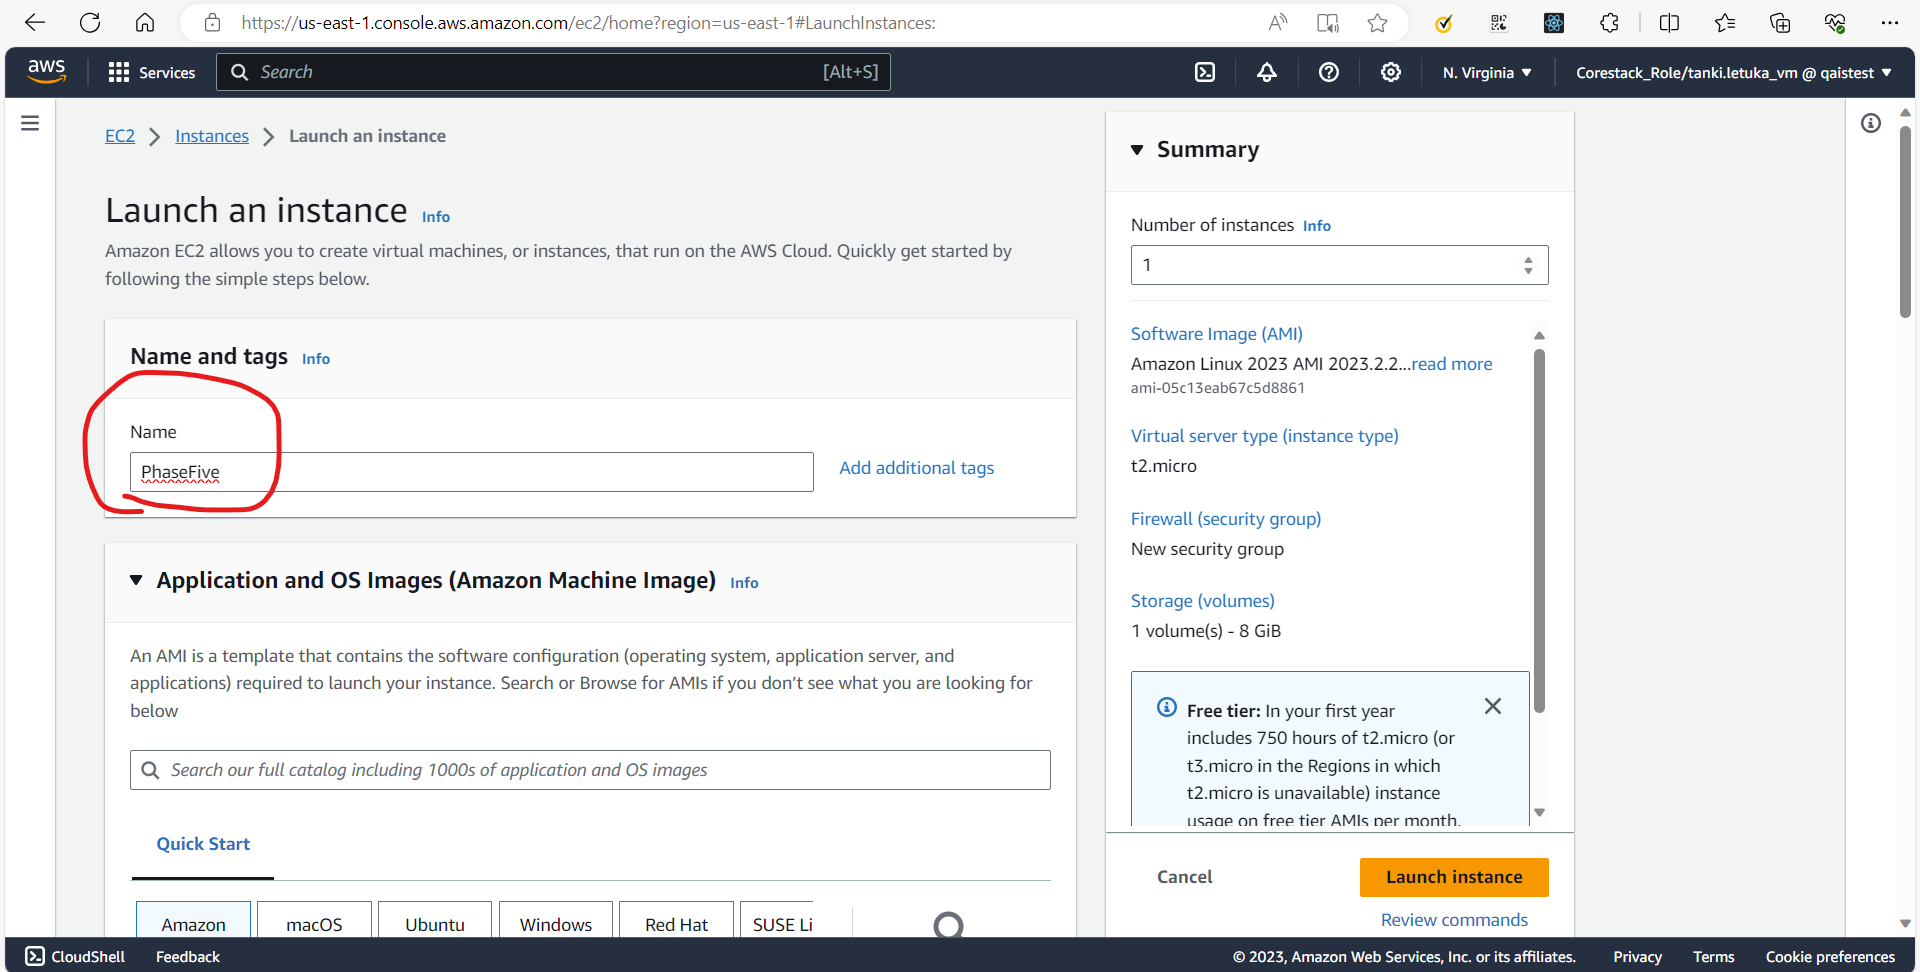 https://us-east-1.console.aws.amazon.com/ec2/home?region=us-east-1#LaunchInstances:
aws
Services
Search
[Alt+S]
N. Virginia
Corestack_Role/tanki.letuka_vm @ qaistest
EC2
Instances
Launch an instance
Launch an instance
Info
Amazon EC2 allows you to create virtual machines, or instances, that run on the AWS Cloud. Quickly get started by
following the simple steps below.
Name and tags
Info
Name
PhaseFive
Add additional tags
Application and OS Images (Amazon Machine Image)
Info
An AMI is a template that contains the software configuration (operating system, application server, and
applications) required to launch your instance. Search or Browse for AMIs if you don’t see what you are looking for
below
Search our full catalog including 1000s of application and OS images
Quick Start
Amazon
macOS
Ubuntu
Windows
Red Hat
SUSE Li
Summary
Number of instances
Info
1
Software Image (AMI)
Amazon Linux 2023 AMI 2023.2.2...read more
ami-05c13eab67c5d8861
Virtual server type (instance type)
t2.micro
Firewall (security group)
New security group
Storage (volumes)
1 volume(s) - 8 GiB
Free tier: In your first year
includes 750 hours of t2.micro (or
t3.micro in the Regions in which
t2.micro is unavailable) instance
usage on free tier AMIs per month,
Cancel
Launch instance
Review commands
CloudShell
Feedback
© 2023, Amazon Web Services, Inc. or its affiliates.
Privacy
Terms
Cookie preferences